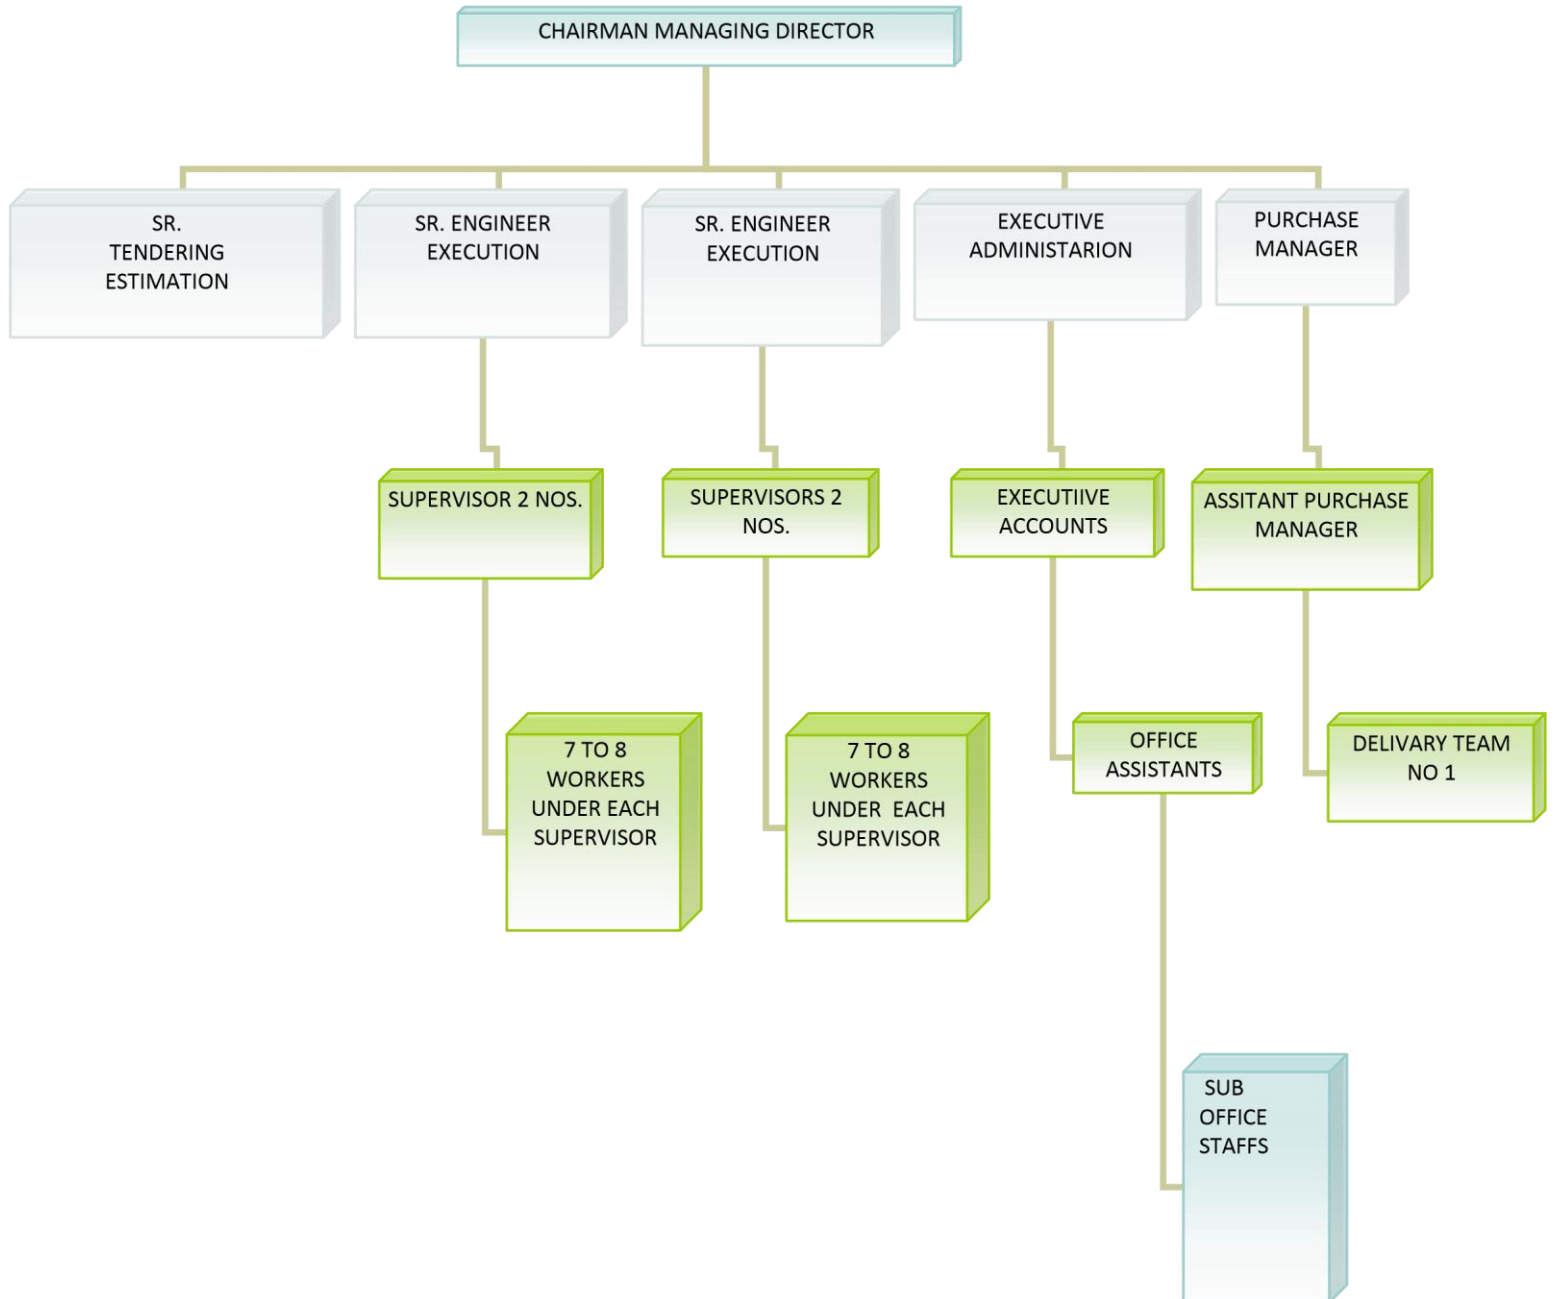 CHAIRMAN MANAGING DIRECTOR
SR.
TENDERING
ESTIMATION
SR. ENGINEER
EXECUTION
SR. ENGINEER
EXECUTION
EXECUTIVE
ADMINISTARION
PURCHASE
MANAGER
SUPERVISOR 2 NOS.
SUPERVISORS 2
NOS.
EXECUTIIVE
ACCOUNTS
ASSITANT PURCHASE
MANAGER
7 TO 8
WORKERS
UNDER EACH
SUPERVISOR
7 TO 8
WORKERS
UNDER  EACH
SUPERVISOR
OFFICE
ASSISTANTS
DELIVARY TEAM
NO 1
SUB
OFFICE
STAFFS